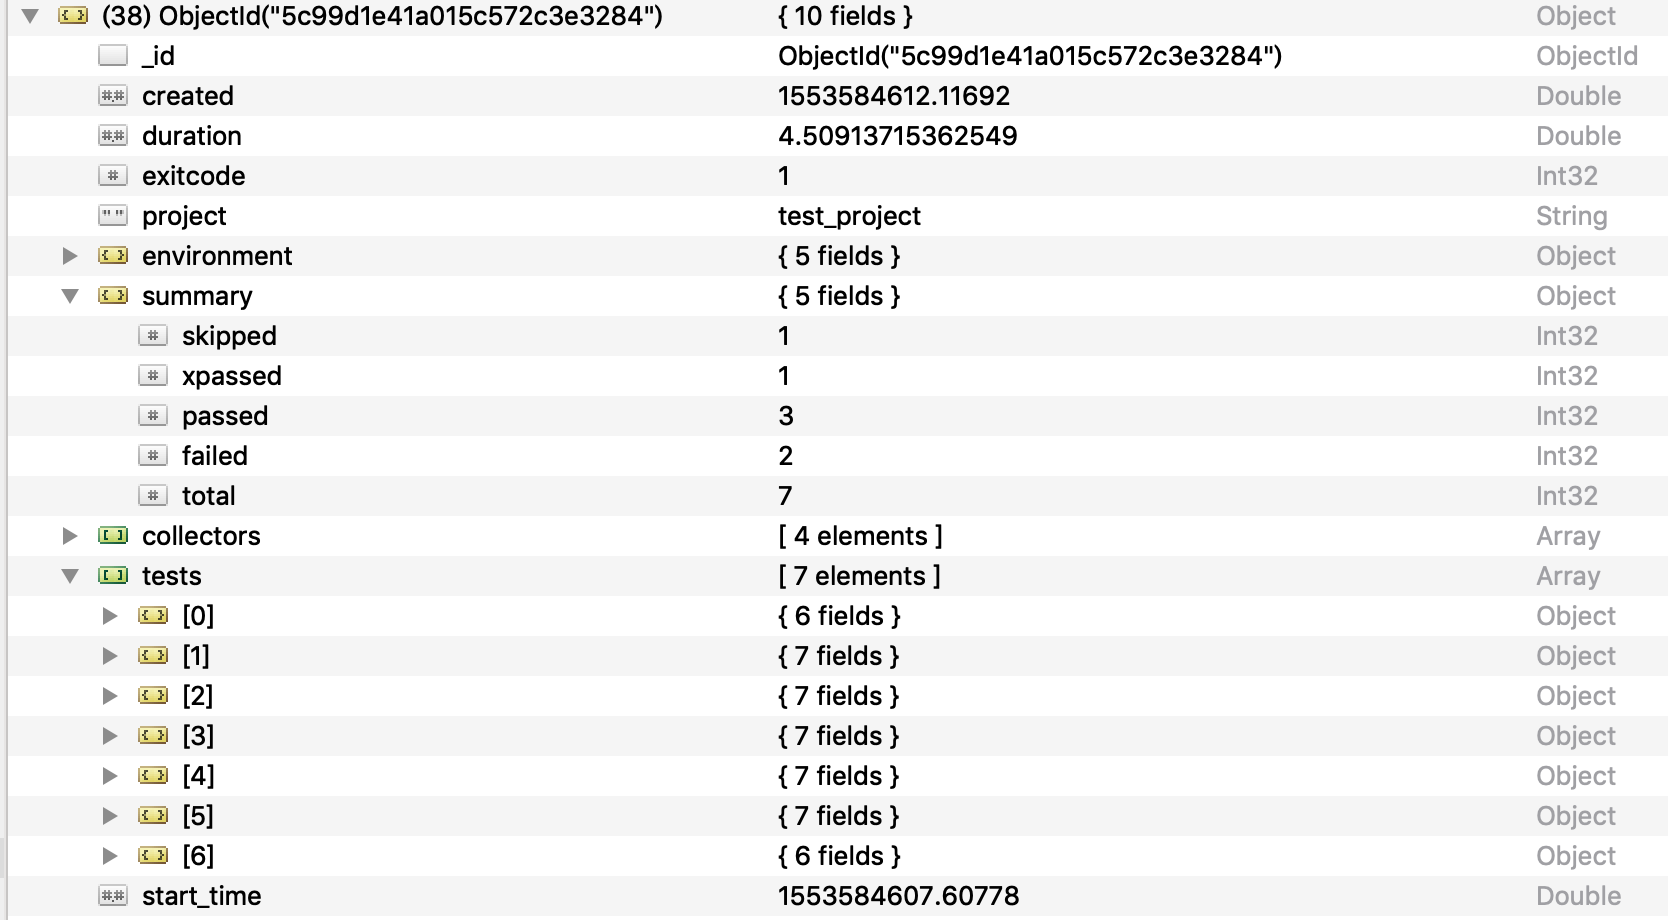 (38) ObjectId("5c99d1e41a015c572c3e3284") { 10 fields } Object
_id ObjectId("5c99d1e41a015c572c3e3284") ObjectId
#.# created 1553584612.11692 Double
#.# duration 4.50913715362549 Double
# exitcode 1 Int32
" " project test_project String
{ } environment { 5 fields } Object
{ } summary { 5 fields } Object
# skipped 1 Int32
# xpassed 1 Int32
# passed 3 Int32
# failed 2 Int32
# total 7 Int32
[ ] collectors [ 4 elements ] Array
[ ] tests [ 7 elements ] Array
{ } [0] { 6 fields } Object
{ } [1] { 7 fields } Object
{ } [2] { 7 fields } Object
{ } [3] { 7 fields } Object
{ } [4] { 7 fields } Object
{ } [5] { 7 fields } Object
{ } [6] { 6 fields } Object
#.# start_time 1553584607.60778 Double